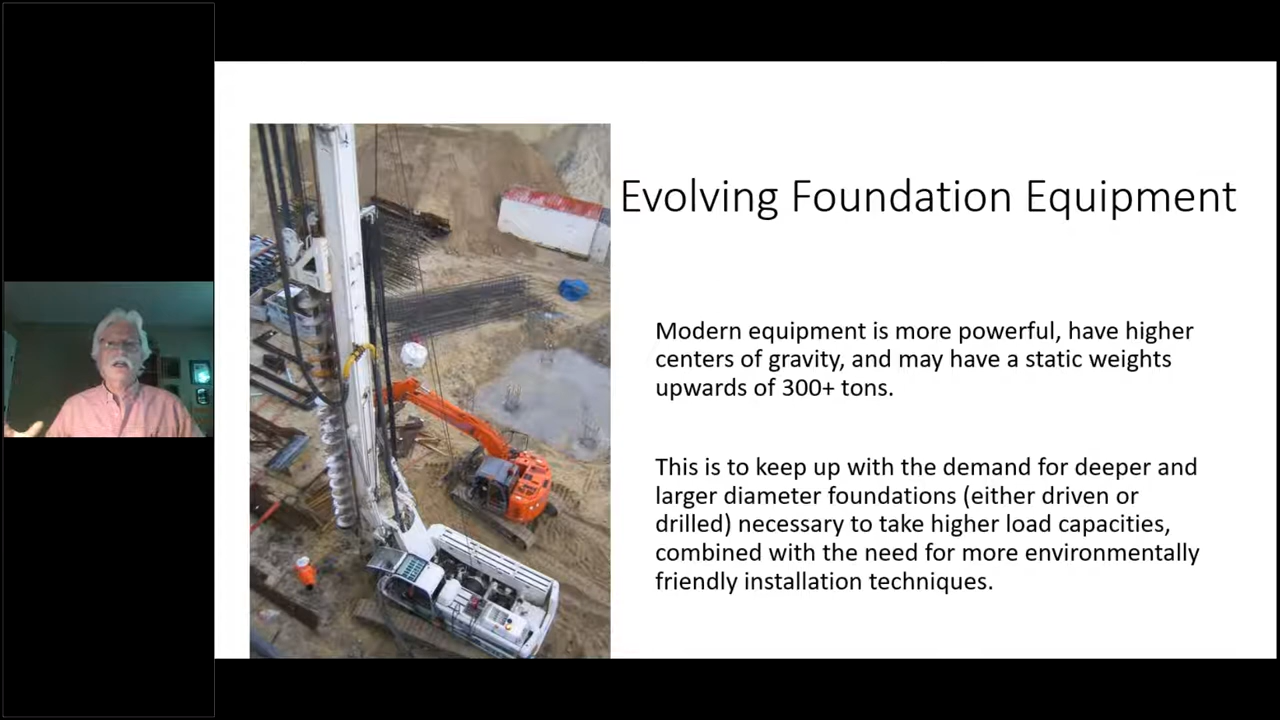 Evolving Foundation Equipment
Modern equipment is more powerful, have higher
centers of gravity, and may have a static weights
upwards of 300+ tons.
This is to keep up with the demand for deeper and
larger diameter foundations (either driven or
drilled) necessary to take higher load capacities,
combined with the need for more environmentally
friendly installation techniques.